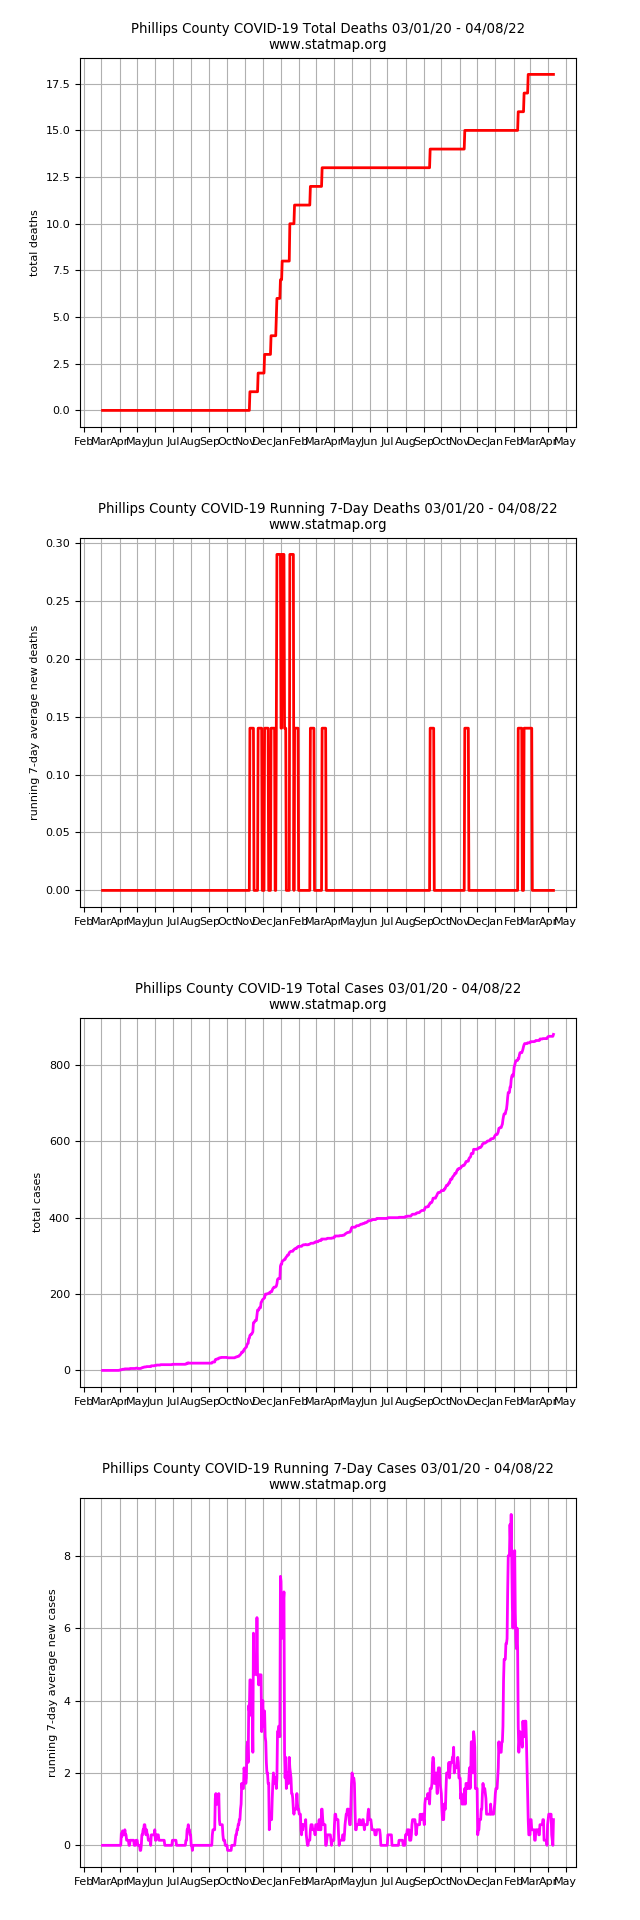 Phillips County COVID-19 Total Deaths 03/01/20 - 04/08/22
www.statmap.org
17.5
15.0
12.5
10.0
7.5
5.0
2.5
0.0
total deaths
Feb Mar Apr May Jun Jul Aug Sep Oct Nov Dec Jan Feb Mar Apr May Jun Jul Aug Sep Oct Nov Dec Jan Feb Mar Apr May
Phillips County COVID-19 Running 7-Day Deaths 03/01/20 - 04/08/22
www.statmap.org
0.30
0.25
0.20
0.15
0.10
0.05
0.00
running 7-day average new deaths
Feb Mar Apr May Jun Jul Aug Sep Oct Nov Dec Jan Feb Mar Apr May Jun Jul Aug Sep Oct Nov Dec Jan Feb Mar Apr May
Phillips County COVID-19 Total Cases 03/01/20 - 04/08/22
www.statmap.org
800
600
400
200
0
total cases
Feb Mar Apr May Jun Jul Aug Sep Oct Nov Dec Jan Feb Mar Apr May Jun Jul Aug Sep Oct Nov Dec Jan Feb Mar Apr May
Phillips County COVID-19 Running 7-Day Cases 03/01/20 - 04/08/22
www.statmap.org
8
6
4
2
0
running 7-day average new cases
Feb Mar Apr May Jun Jul Aug Sep Oct Nov Dec Jan Feb Mar Apr May Jun Jul Aug Sep Oct Nov Dec Jan Feb Mar Apr May